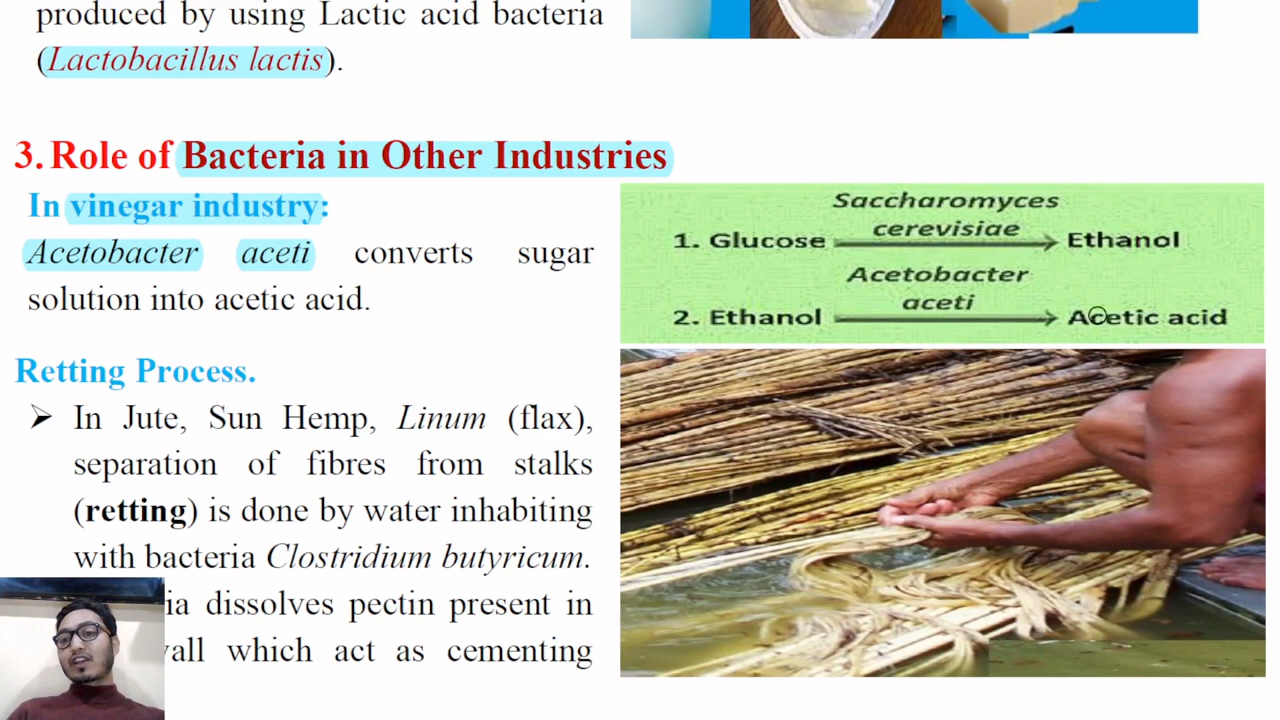 produced by using Lactic acid bacteria
(Lactobacillus lactis).
3. Role of Bacteria in Other Industries
In vinegar industry:
Acetobacter aceti converts sugar
solution into acetic acid.
Saccharomyces
cerevisiae
1. Glucose → Ethanol
Acetobacter
aceti
2. Ethanol → Acetic acid
Retting Process.
➢ In Jute, Sun Hemp, Linum (flax),
separation of fibres from stalks
(retting) is done by water inhabiting
with bacteria Clostridium butyricum.
dissolves pectin present in
which act as cementing